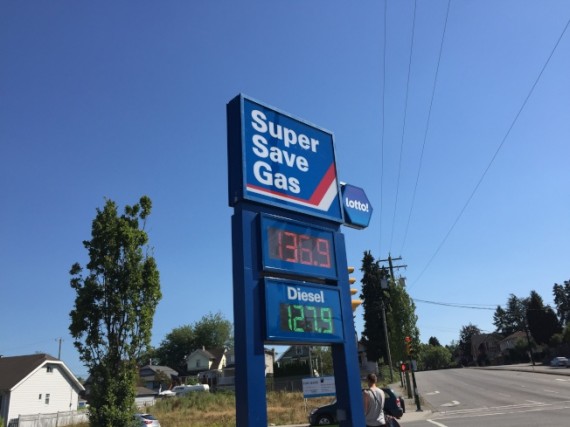 Super
Save
Gas
lotto!
136.9
Diesel
127.9